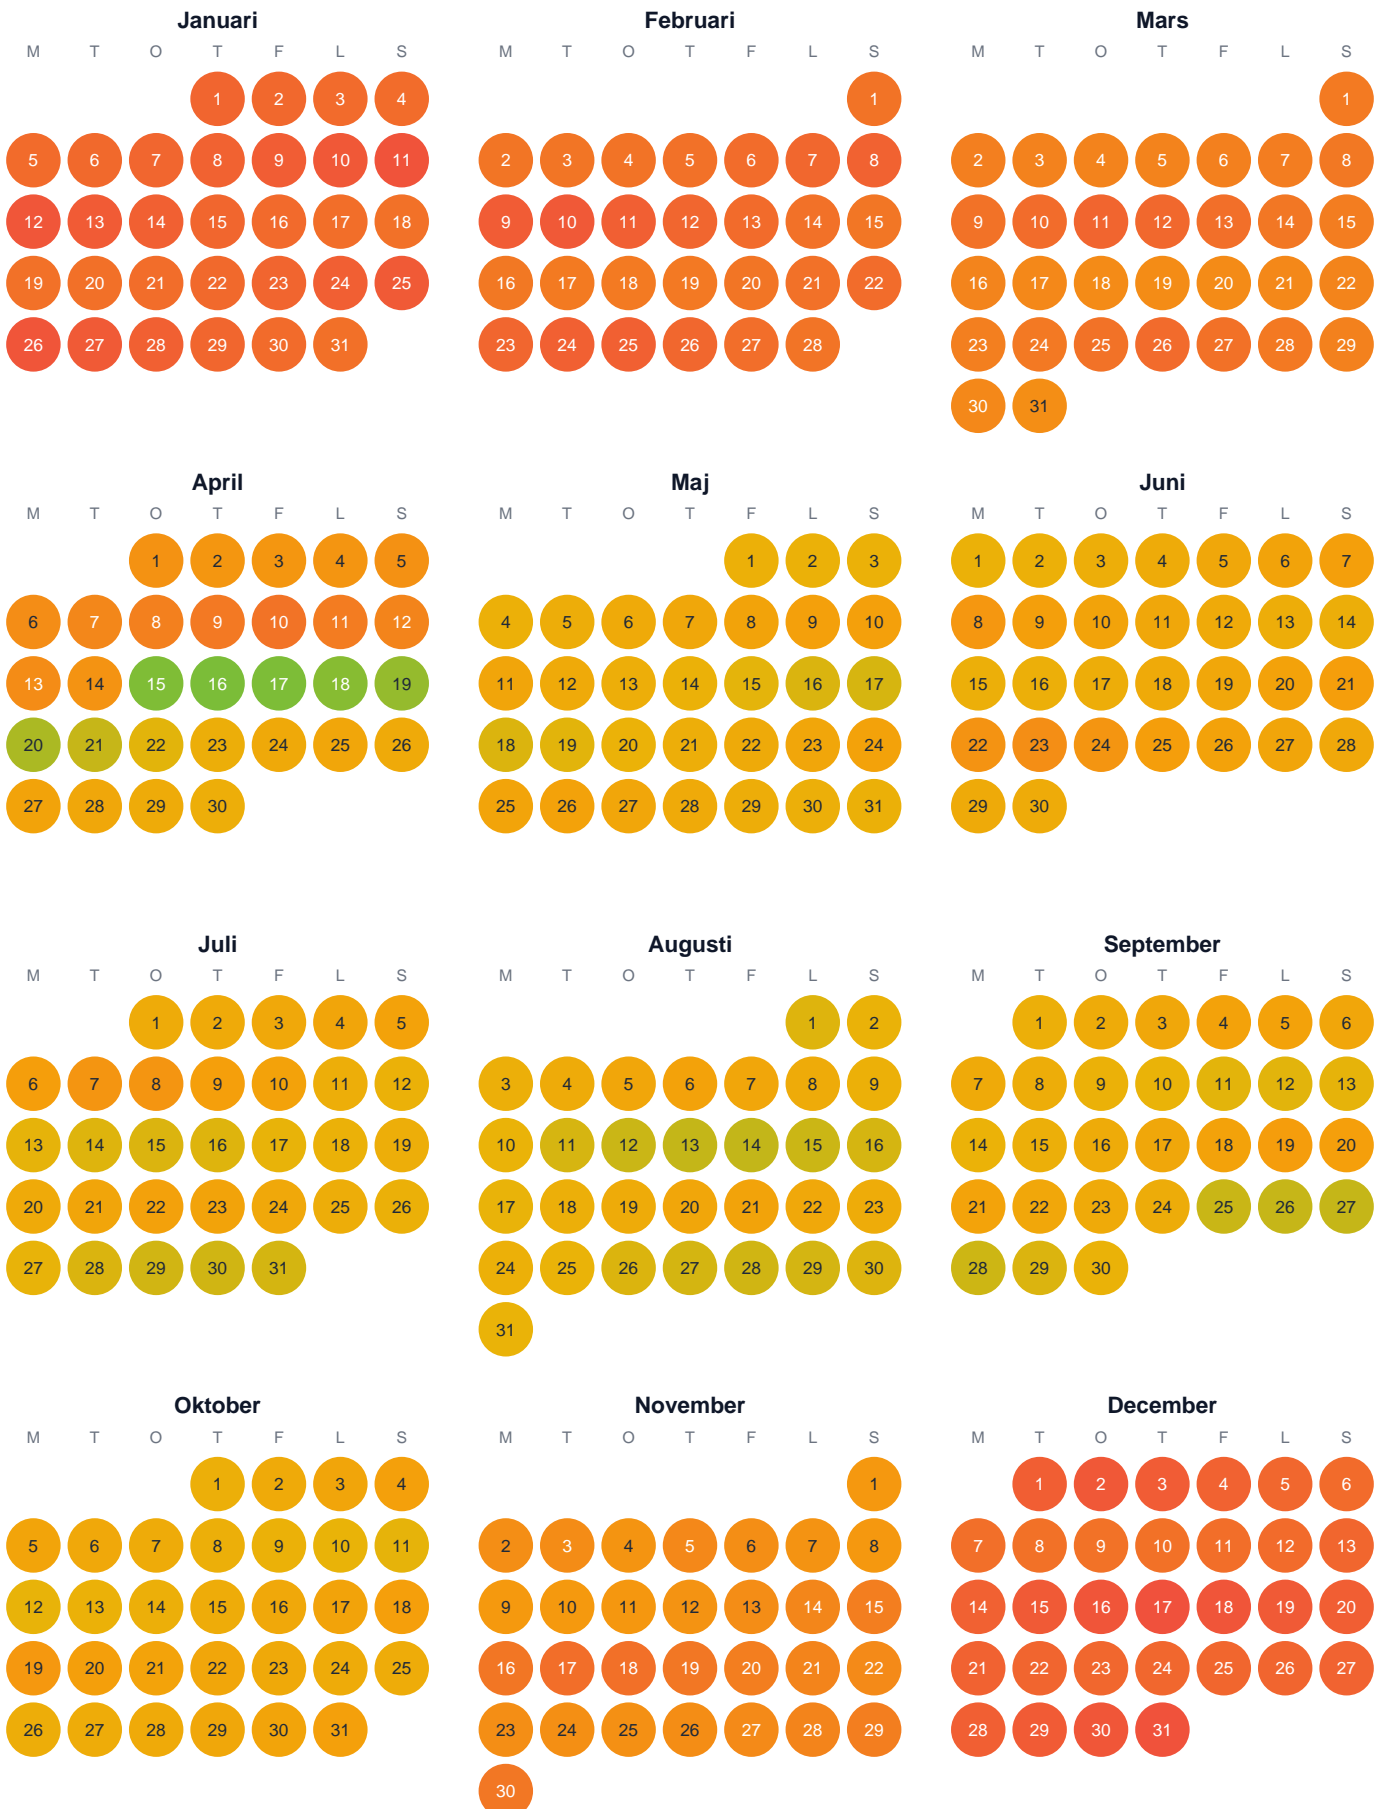 Januari Februari Mars
M T O T F L S M T O T F L S M T O T F L S
1 2 3 4 1 1
5 6 7 8 9 10 11 2 3 4 5 6 7 8 2 3 4 5 6 7 8
12 13 14 15 16 17 18 9 10 11 12 13 14 15 9 10 11 12 13 14 15
19 20 21 22 23 24 25 16 17 18 19 20 21 22 16 17 18 19 20 21 22
26 27 28 29 30 31 23 24 25 26 27 28 23 24 25 26 27 28 29
30 31
April Maj Juni
M T O T F L S M T O T F L S M T O T F L S
1 2 3 4 5 1 2 3 1 2 3 4 5 6 7
6 7 8 9 10 11 12 4 5 6 7 8 9 10 8 9 10 11 12 13 14
13 14 15 16 17 18 19 11 12 13 14 15 16 17 15 16 17 18 19 20 21
20 21 22 23 24 25 26 18 19 20 21 22 23 24 22 23 24 25 26 27 28
27 28 29 30 25 26 27 28 29 30 31 29 30
Juli Augusti September
M T O T F L S M T O T F L S M T O T F L S
1 2 3 4 5 1 2 1 2 3 4 5 6
6 7 8 9 10 11 12 3 4 5 6 7 8 9 7 8 9 10 11 12 13
13 14 15 16 17 18 19 10 11 12 13 14 15 16 14 15 16 17 18 19 20
20 21 22 23 24 25 26 17 18 19 20 21 22 23 21 22 23 24 25 26 27
27 28 29 30 31 24 25 26 27 28 29 30 28 29 30
31
Oktober November December
M T O T F L S M T O T F L S M T O T F L S
1 2 3 4 1 1 2 3 4 5 6
5 6 7 8 9 10 11 2 3 4 5 6 7 8 7 8 9 10 11 12 13
12 13 14 15 16 17 18 9 10 11 12 13 14 15 14 15 16 17 18 19 20
19 20 21 22 23 24 25 16 17 18 19 20 21 22 21 22 23 24 25 26 27
26 27 28 29 30 31 23 24 25 26 27 28 29 28 29 30 31
30